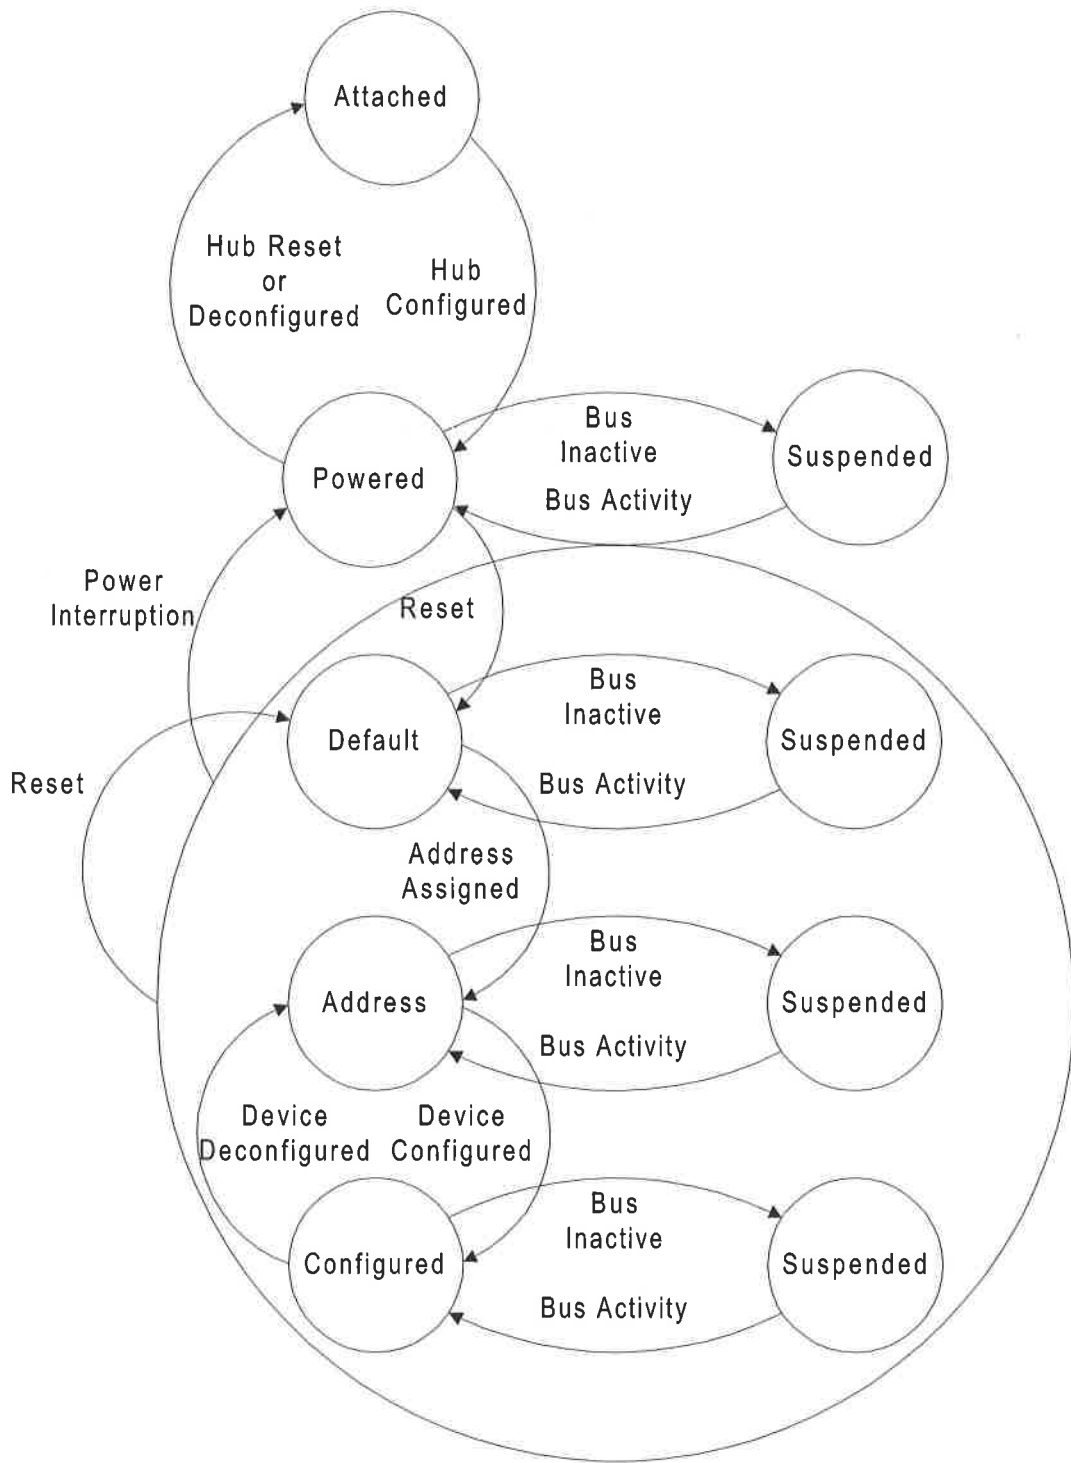 Attached
Hub Reset
or
Deconfigured
Hub
Configured
Powered
Bus
Inactive
Bus Activity
Suspended
Power
Interruption
Reset
Default
Bus
Inactive
Bus Activity
Suspended
Reset
Address
Assigned
Address
Bus
Inactive
Bus Activity
Suspended
Device
Deconfigured
Device
Configured
Configured
Bus
Inactive
Bus Activity
Suspended